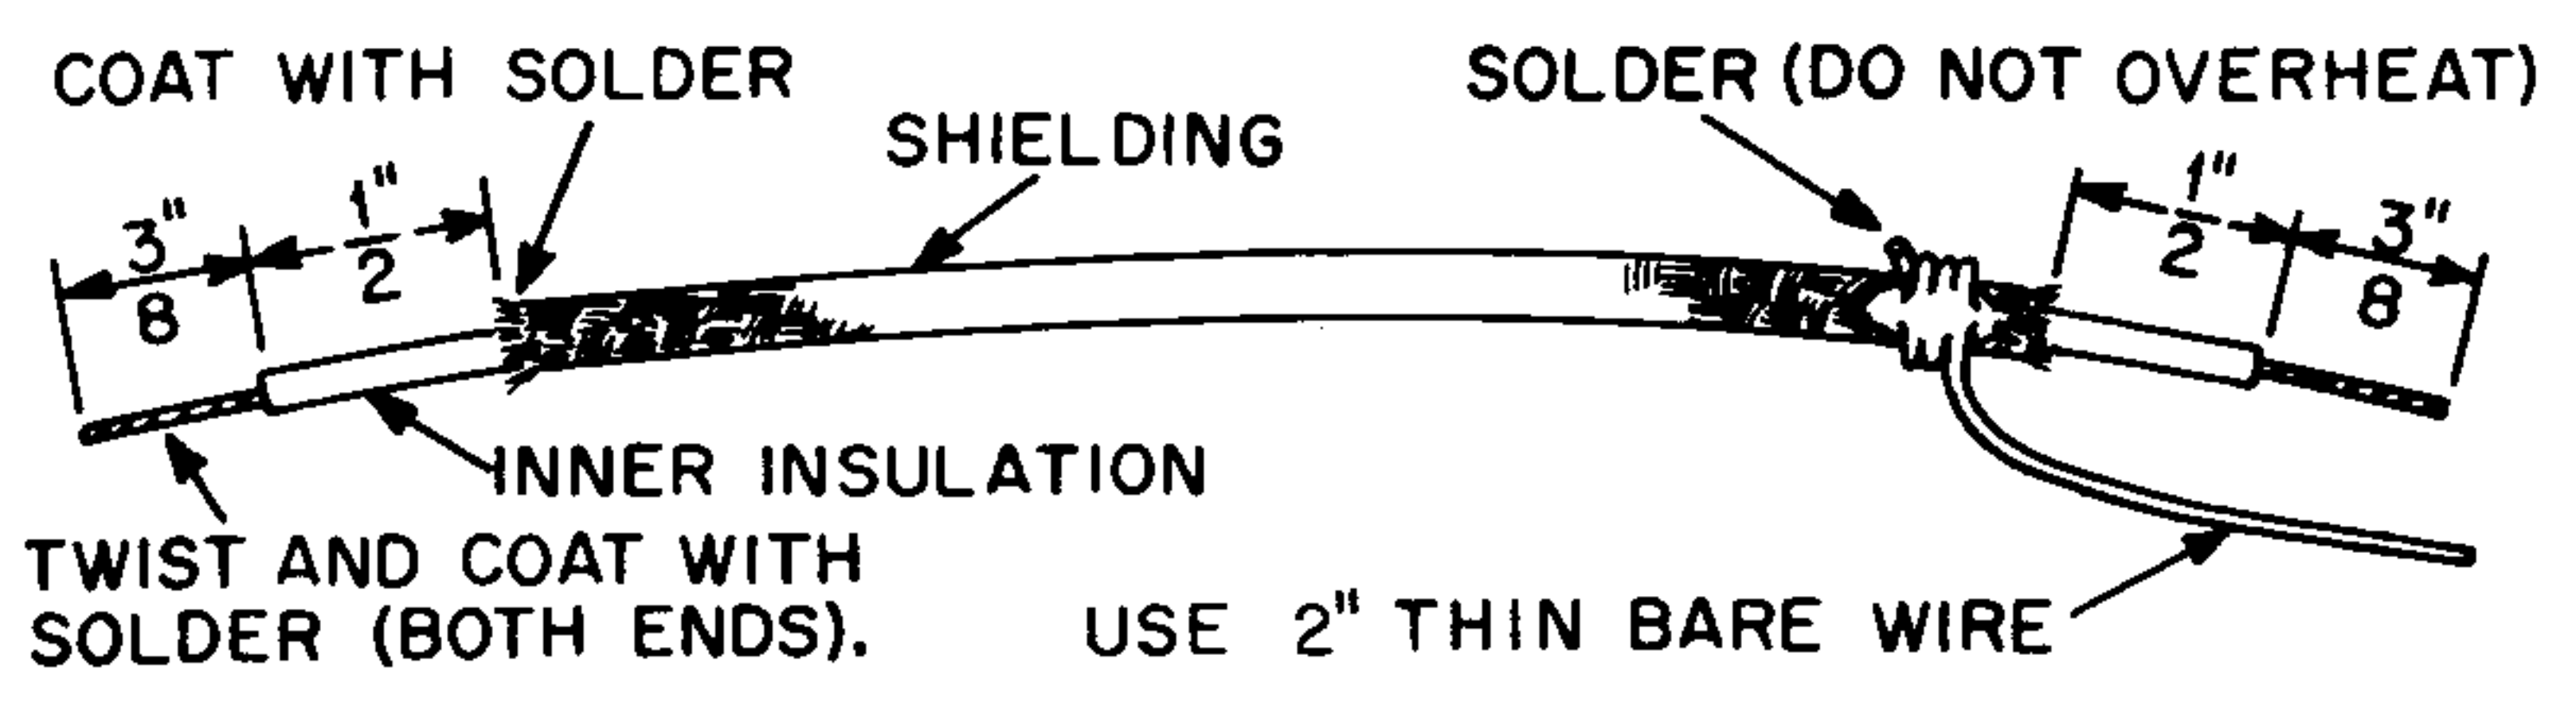 COAT WITH SOLDER
SOLDER (DO NOT OVERHEAT)
SHIELDING
3"
8
1"
2
1"
2
3"
8
INNER INSULATION
TWIST AND COAT WITH
SOLDER (BOTH ENDS).
USE 2" THIN BARE WIRE